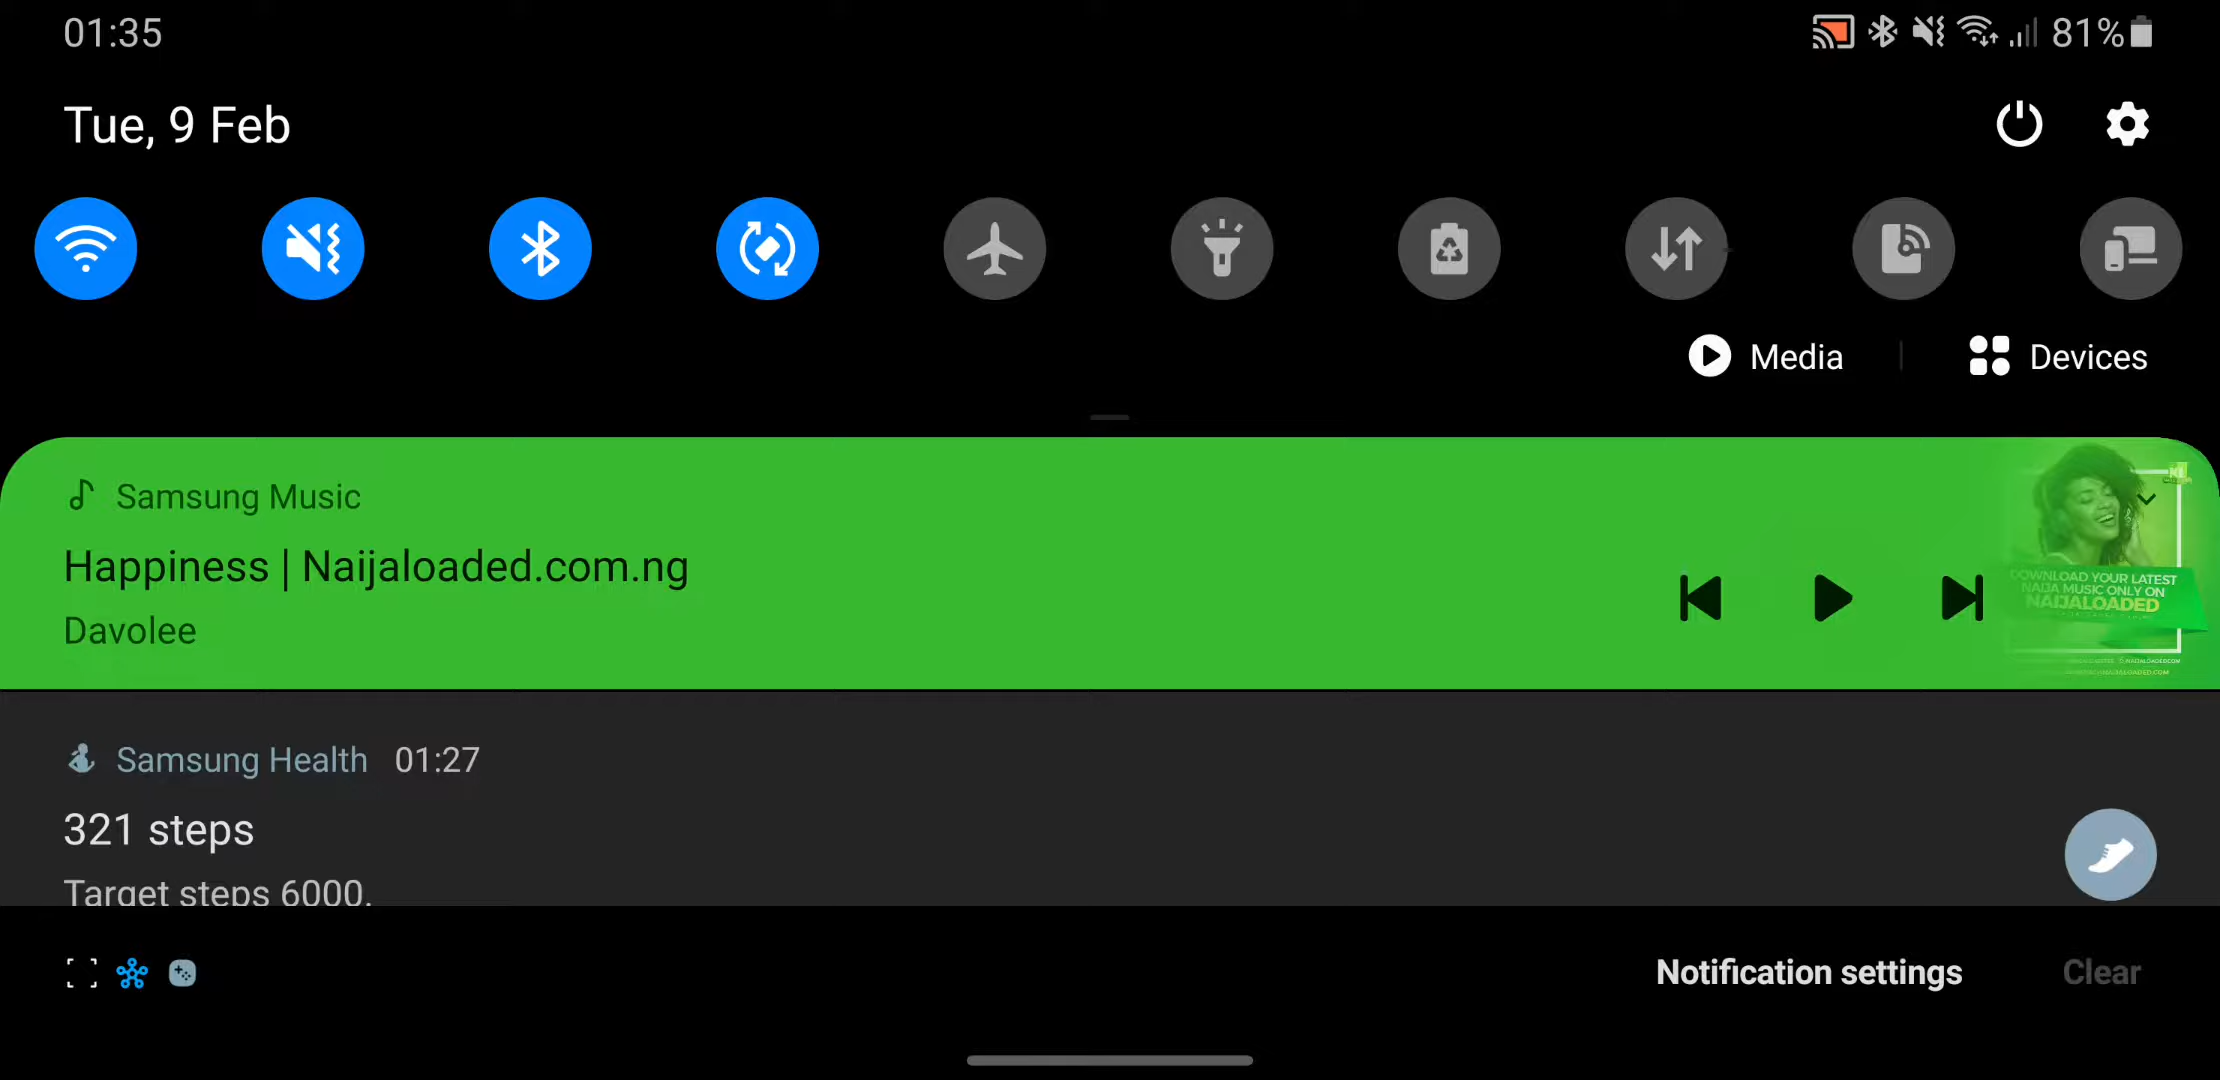 01:35
81%
Tue, 9 Feb
Media
Devices
Samsung Music
Happiness | Naijaloaded.com.ng
Davolee
DOWNLOAD YOUR LATEST
NAIJA MUSIC ONLY ON
NAIJALOADED
Samsung Health 01:27
321 steps
Target steps 6000.
Notification settings
Clear